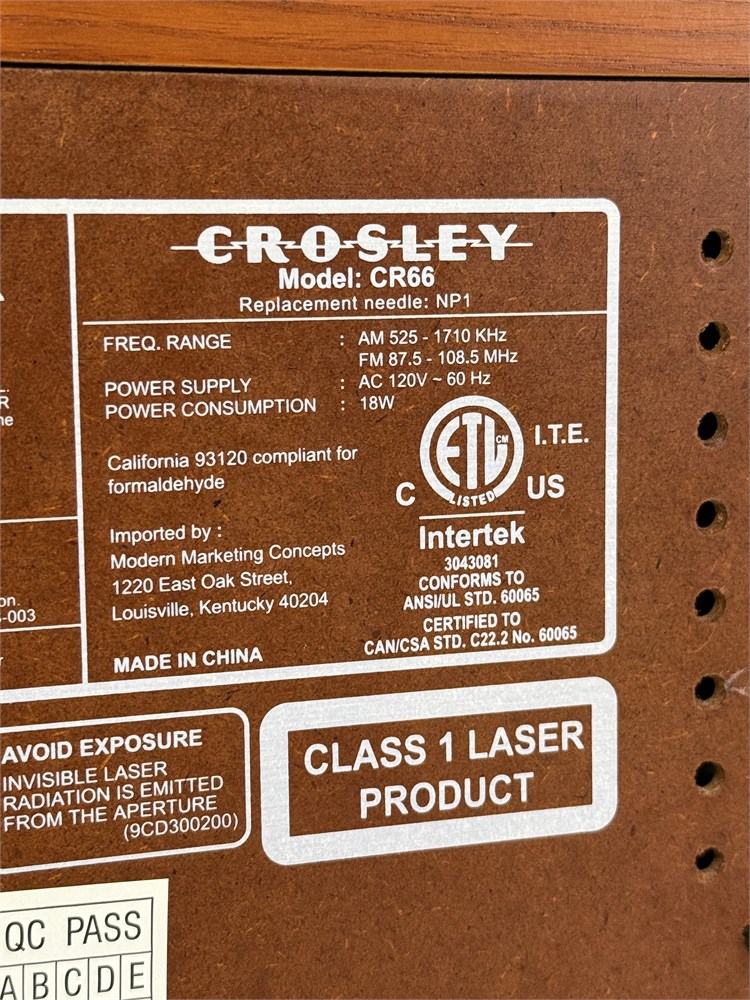 CROSLEY
Model: CR66
Replacement needle: NP1
FREQ. RANGE : AM 525 - 1710 KHz
FM 87.5 - 108.5 MHz
POWER SUPPLY : AC 120V ~ 60 Hz
POWER CONSUMPTION : 18W
California 93120 compliant for
formaldehyde
Imported by :
Modern Marketing Concepts
1220 East Oak Street,
Louisville, Kentucky 40204
MADE IN CHINA
ETL CM
LISTED
C US
I.T.E.
Intertek
3043081
CONFORMS TO
ANSI/UL STD. 60065
CERTIFIED TO
CAN/CSA STD. C22.2 No. 60065
-003
AVOID EXPOSURE
INVISIBLE LASER
RADIATION IS EMITTED
FROM THE APERTURE
(9CD300200)
CLASS 1 LASER
PRODUCT
QC PASS
A B C D E